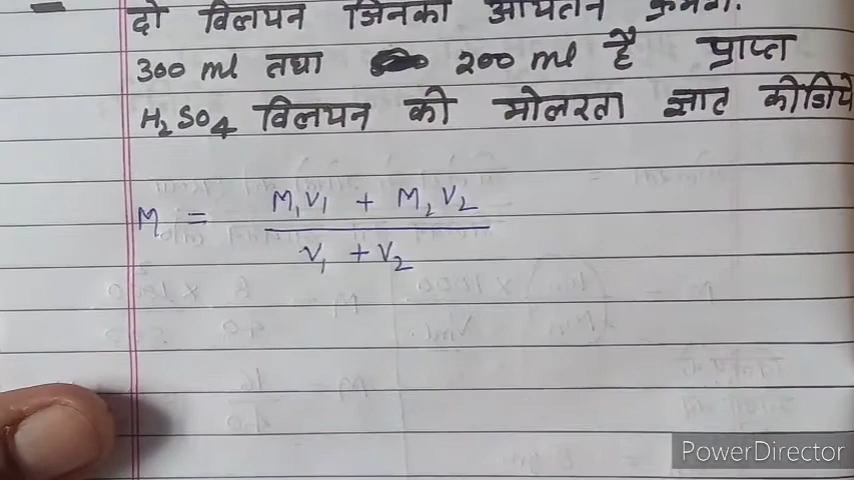 दो विलयन जिनका आयतन क्रमशः
300 ml तथा 200 ml है प्राप्त
H₂SO₄ विलयन की मोलरता ज्ञात कीजिये
M = M₁V₁ + M₂V₂
V₁ + V₂
PowerDirector